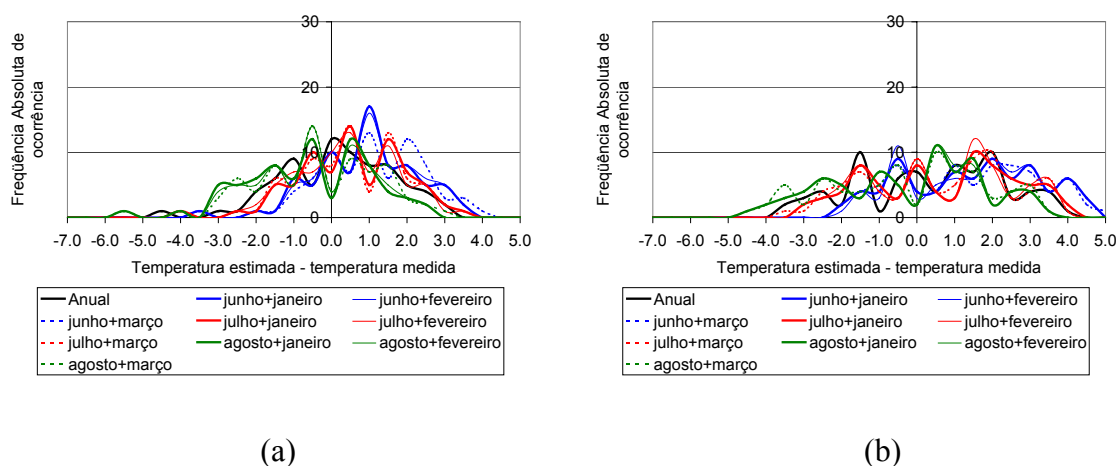 Freqüência Absoluta de
ocorrência
30
20
10
0
-7.0 -6.0 -5.0 -4.0 -3.0 -2.0 -1.0 0.0 1.0 2.0 3.0 4.0 5.0
Temperatura estimada - temperatura medida
Anual junho+janeiro junho+fevereiro
junho+março julho+janeiro julho+fevereiro
julho+março agosto+janeiro agosto+fevereiro
agosto+março
(a)
Freqüência Absoluta de
ocorrência
30
20
10
0
-7.0 -6.0 -5.0 -4.0 -3.0 -2.0 -1.0 0.0 1.0 2.0 3.0 4.0 5.0
Temperatura estimada - temperatura medida
Anual junho+janeiro junho+fevereiro
junho+março julho+janeiro julho+fevereiro
julho+março agosto+janeiro agosto+fevereiro
agosto+março
(b)